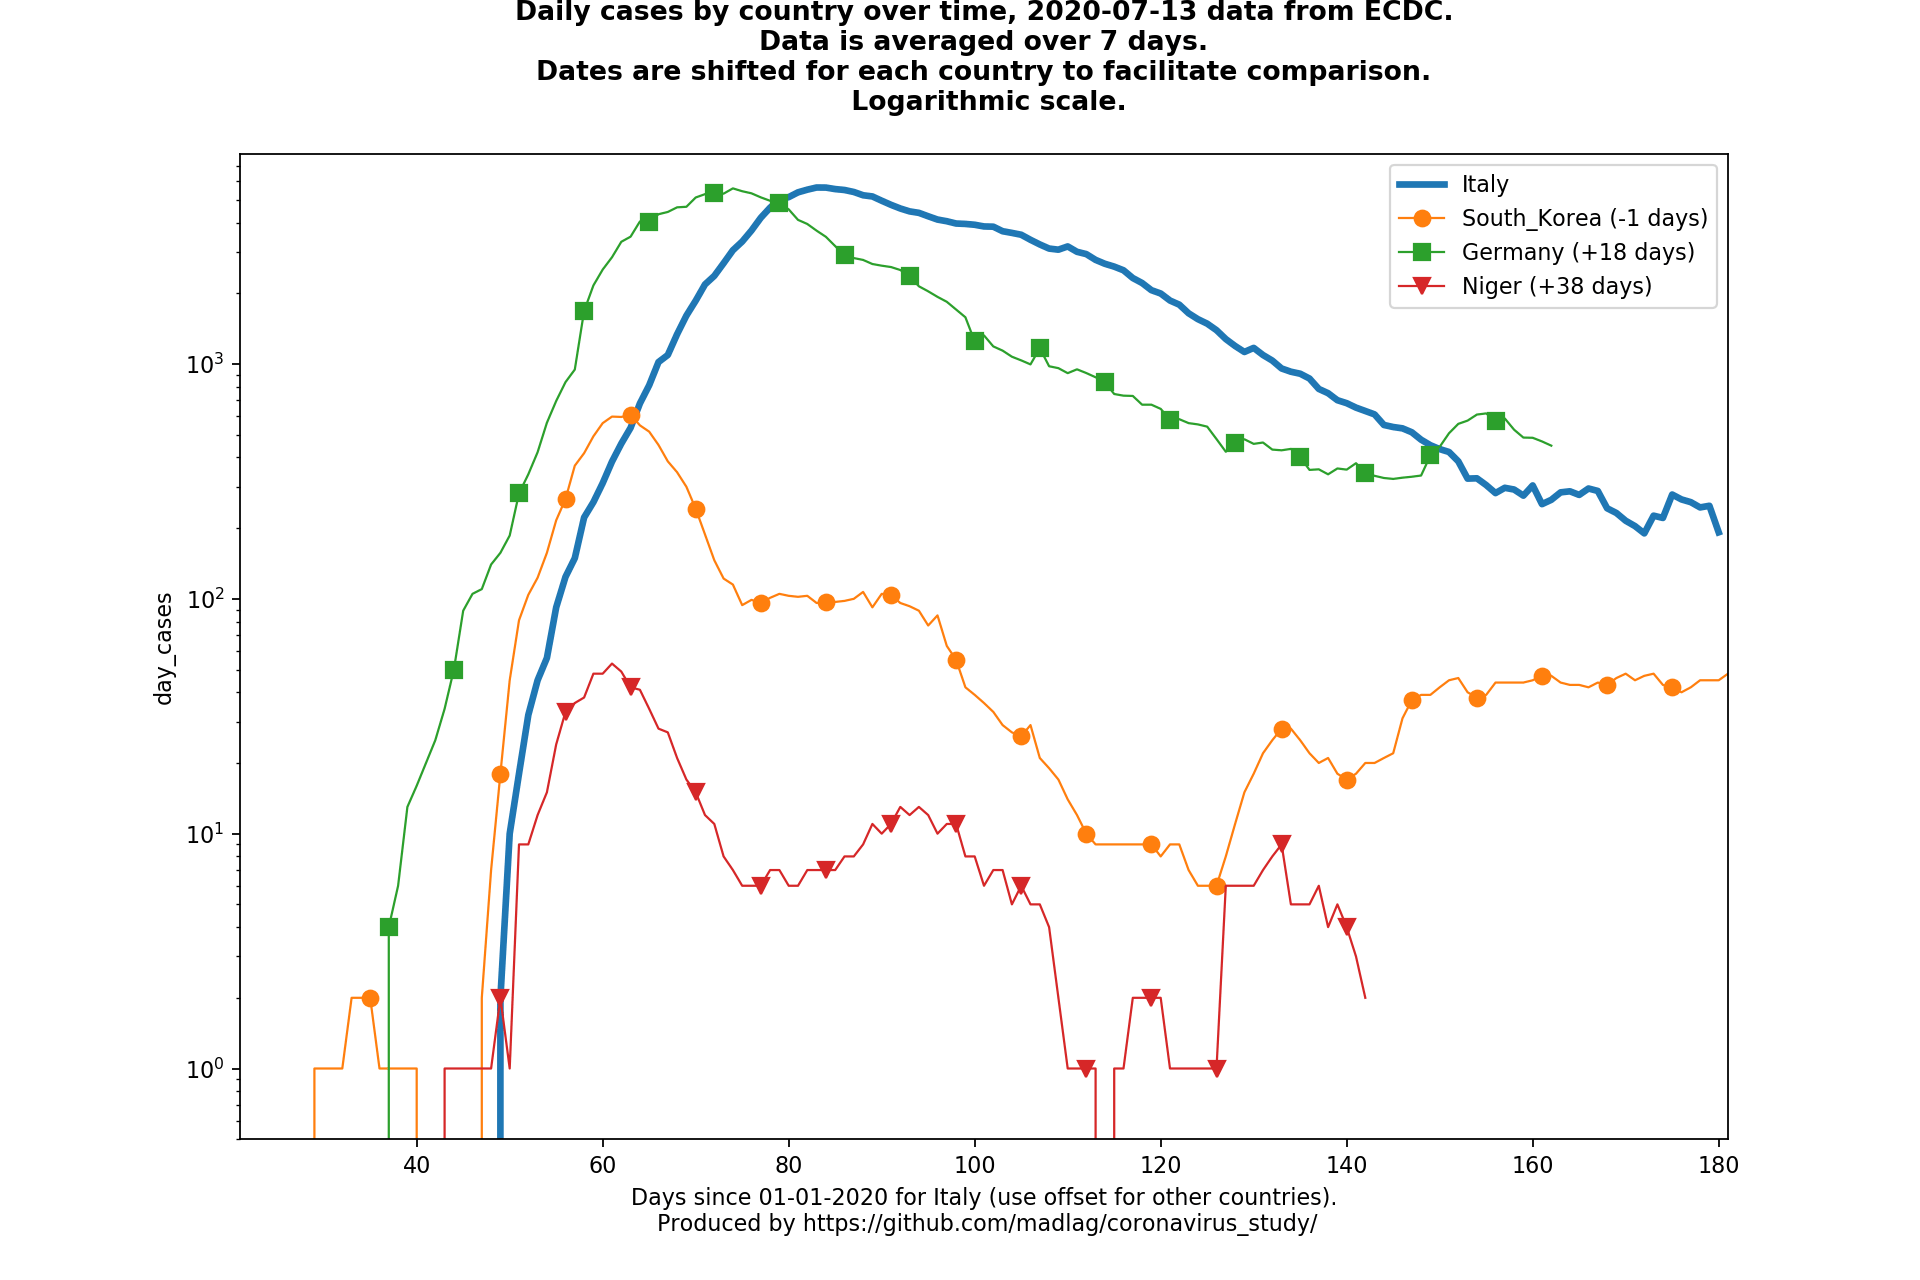 Daily cases by country over time, 2020-07-13 data from ECDC.
Data is averaged over 7 days.
Dates are shifted for each country to facilitate comparison.
Logarithmic scale.
Italy
South_Korea (-1 days)
Germany (+18 days)
Niger (+38 days)
day_cases
10³
10²
10¹
10⁰
40 60 80 100 120 140 160 180
Days since 01-01-2020 for Italy (use offset for other countries).
Produced by https://github.com/madlag/coronavirus_study/